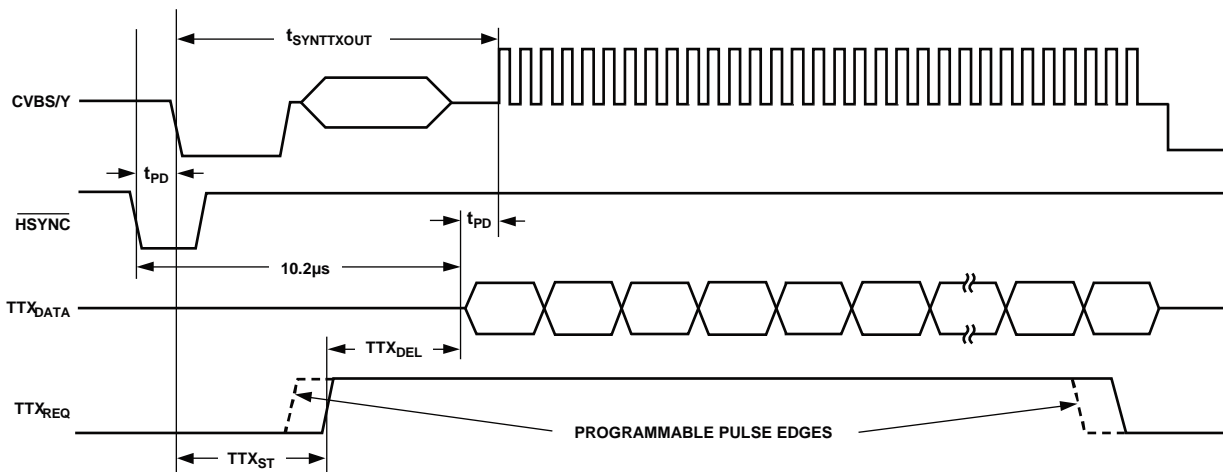 tSYNTTXOUT
CVBS/Y
tPD
HSYNC
tPD
10.2µs
TTXDATA
TTXDEL
TTXREQ
PROGRAMMABLE PULSE EDGES
TTXST